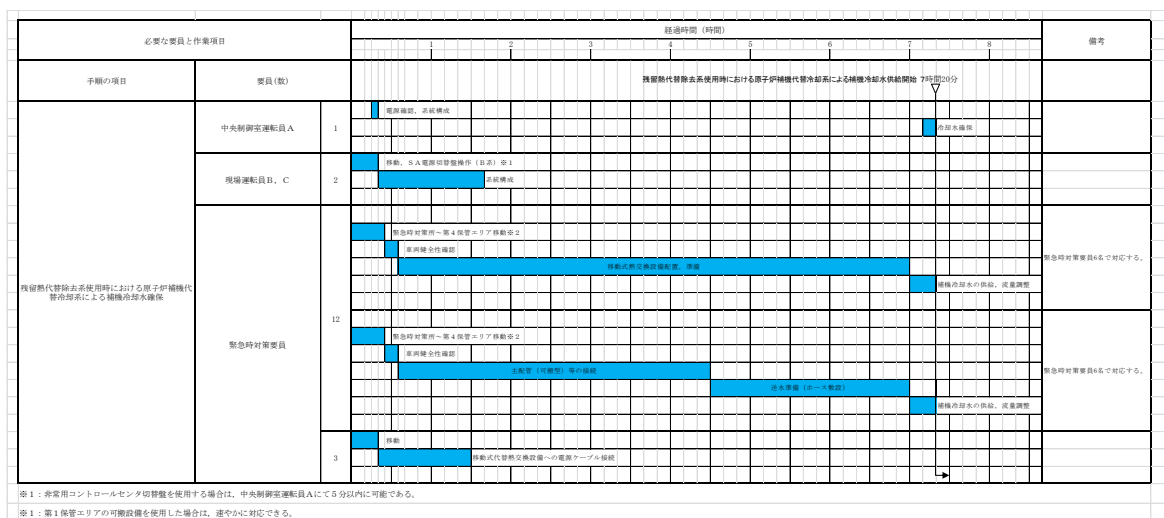 必要な要員と作業項目
経過時間（時間）
備考
1 2 3 4 5 6 7 8
手順の項目
要員(数)
残留熱代替除去系使用時における原子炉補機代替冷却系による補機冷却水供給開始 7時間20分
残留熱代替除去系使用時における原子炉補機代
替冷却系による補機冷却水確保
中央制御室運転員A
1
電源確認，系統構成
冷却水確保
現場運転員B，C
2
移動，SA電源切替盤操作（B系）※1
系統構成
緊急時対策要員
12
緊急時対策所～第4保管エリア移動※2
車両健全性確認
移動式熱交換設備配置，準備
補機冷却水の供給，流量調整
緊急時対策要員6名で対応する。
緊急時対策所～第4保管エリア移動※2
車両健全性確認
主配管（可搬型）等の接続
送水準備（ホース敷設）
補機冷却水の供給，流量調整
緊急時対策要員6名で対応する。
3
移動
移動式代替熱交換設備への電源ケーブル接続
※1：非常用コントロールセンタ切替盤を使用する場合は，中央制御室運転員Aにて5分以内に可能である。
※1：第1保管エリアの可搬設備を使用した場合は，速やかに対応できる。